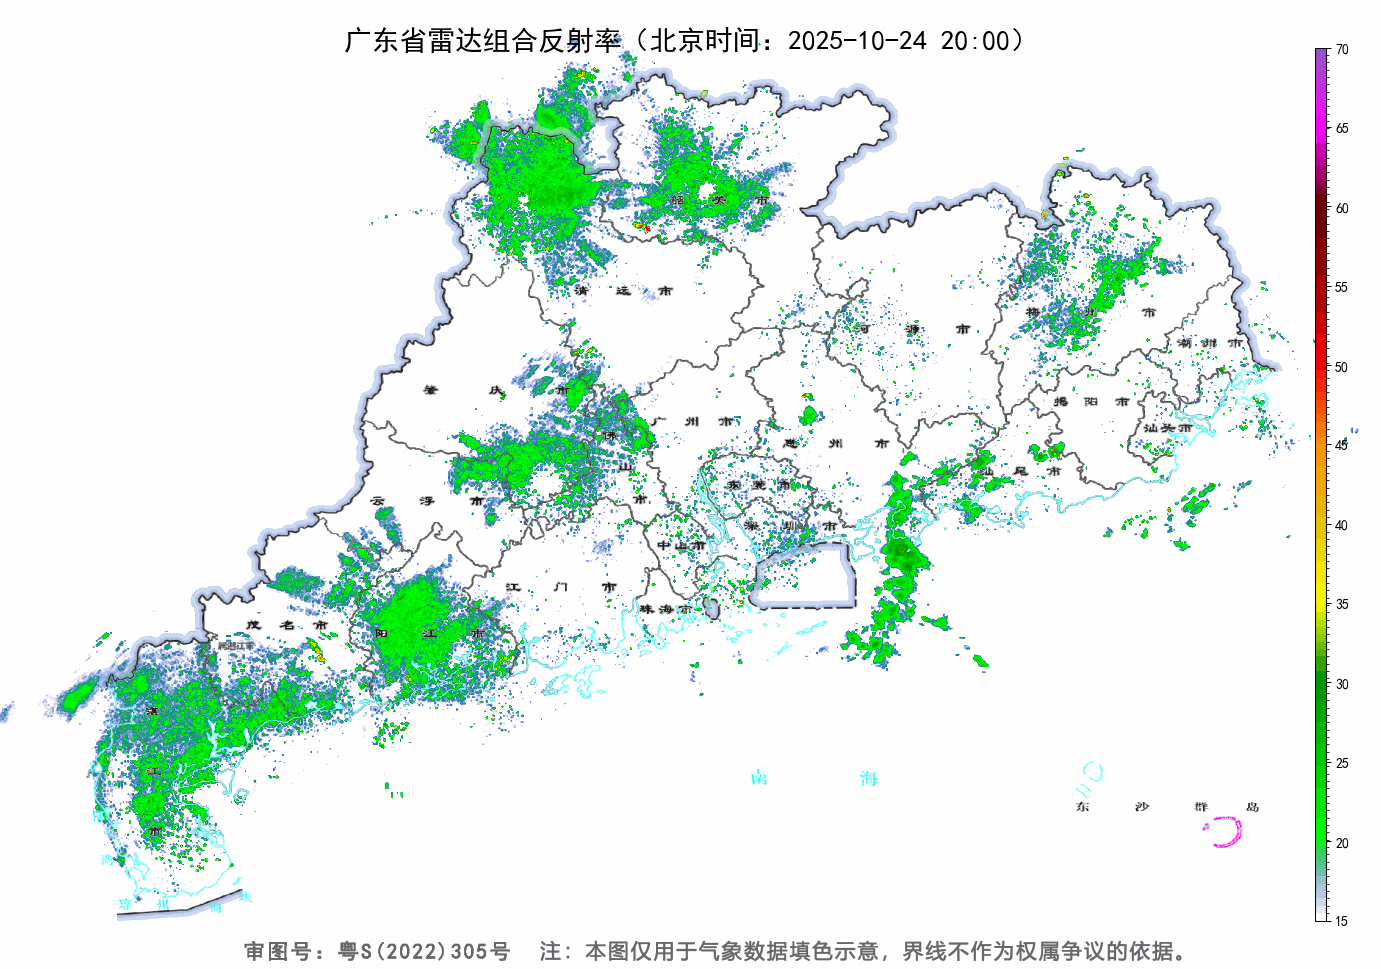 广东省雷达组合反射率（北京时间：2025-10-24 20:00）
70
65
60
55
50
45
40
35
30
25
20
15
韶 关 市
清 远 市
梅 州 市
河 源 市
潮 州 市
肇 庆 市
揭 阳 市
广 州 市
汕头市
佛 山 市
惠 州 市
汕 尾 市
东 莞 市
云 浮 市
深 圳 市
中山市
江 门 市
珠海市
茂 名 市
阳 江 市
湛 江 市
南 海
东 沙 群 岛
琼 州 海 峡
审图号：粤S(2022)305号 注：本图仅用于气象数据填色示意，界线不作为权属争议的依据。